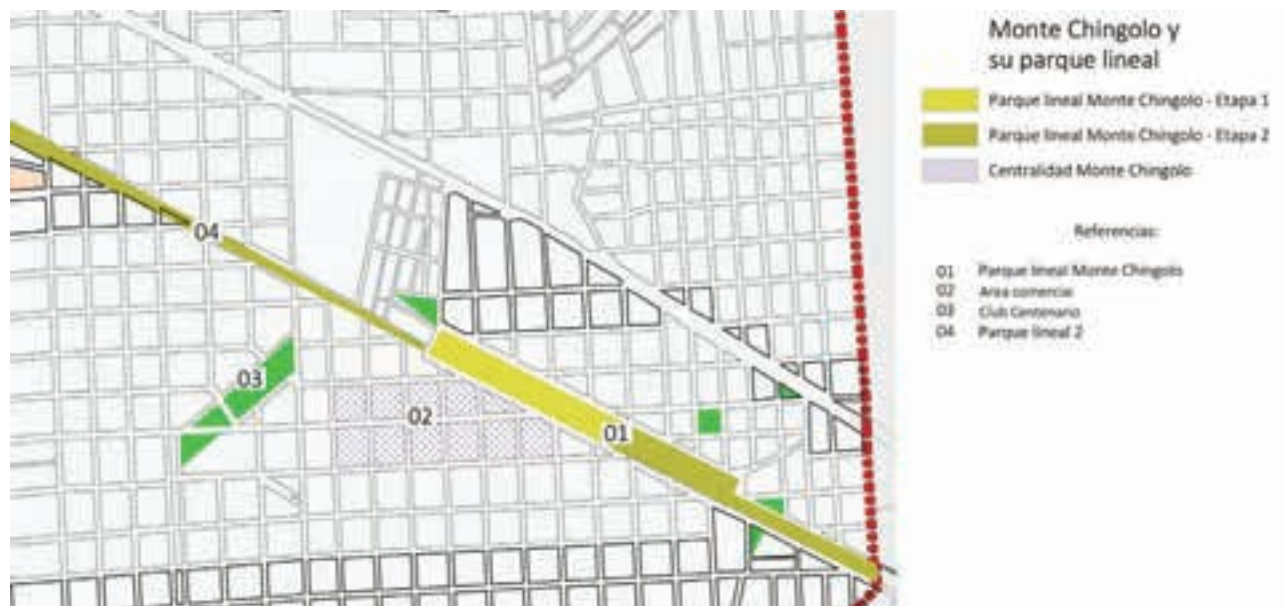 Monte Chingolo y
su parque lineal
Parque lineal Monte Chingolo - Etapa 1
Parque lineal Monte Chingolo - Etapa 2
Centralidad Monte Chingolo
Referencias:
01 Parque lineal Monte Chingolo
02 Area comercial
03 Club Centenario
04 Parque lineal 2
04
03
02
01